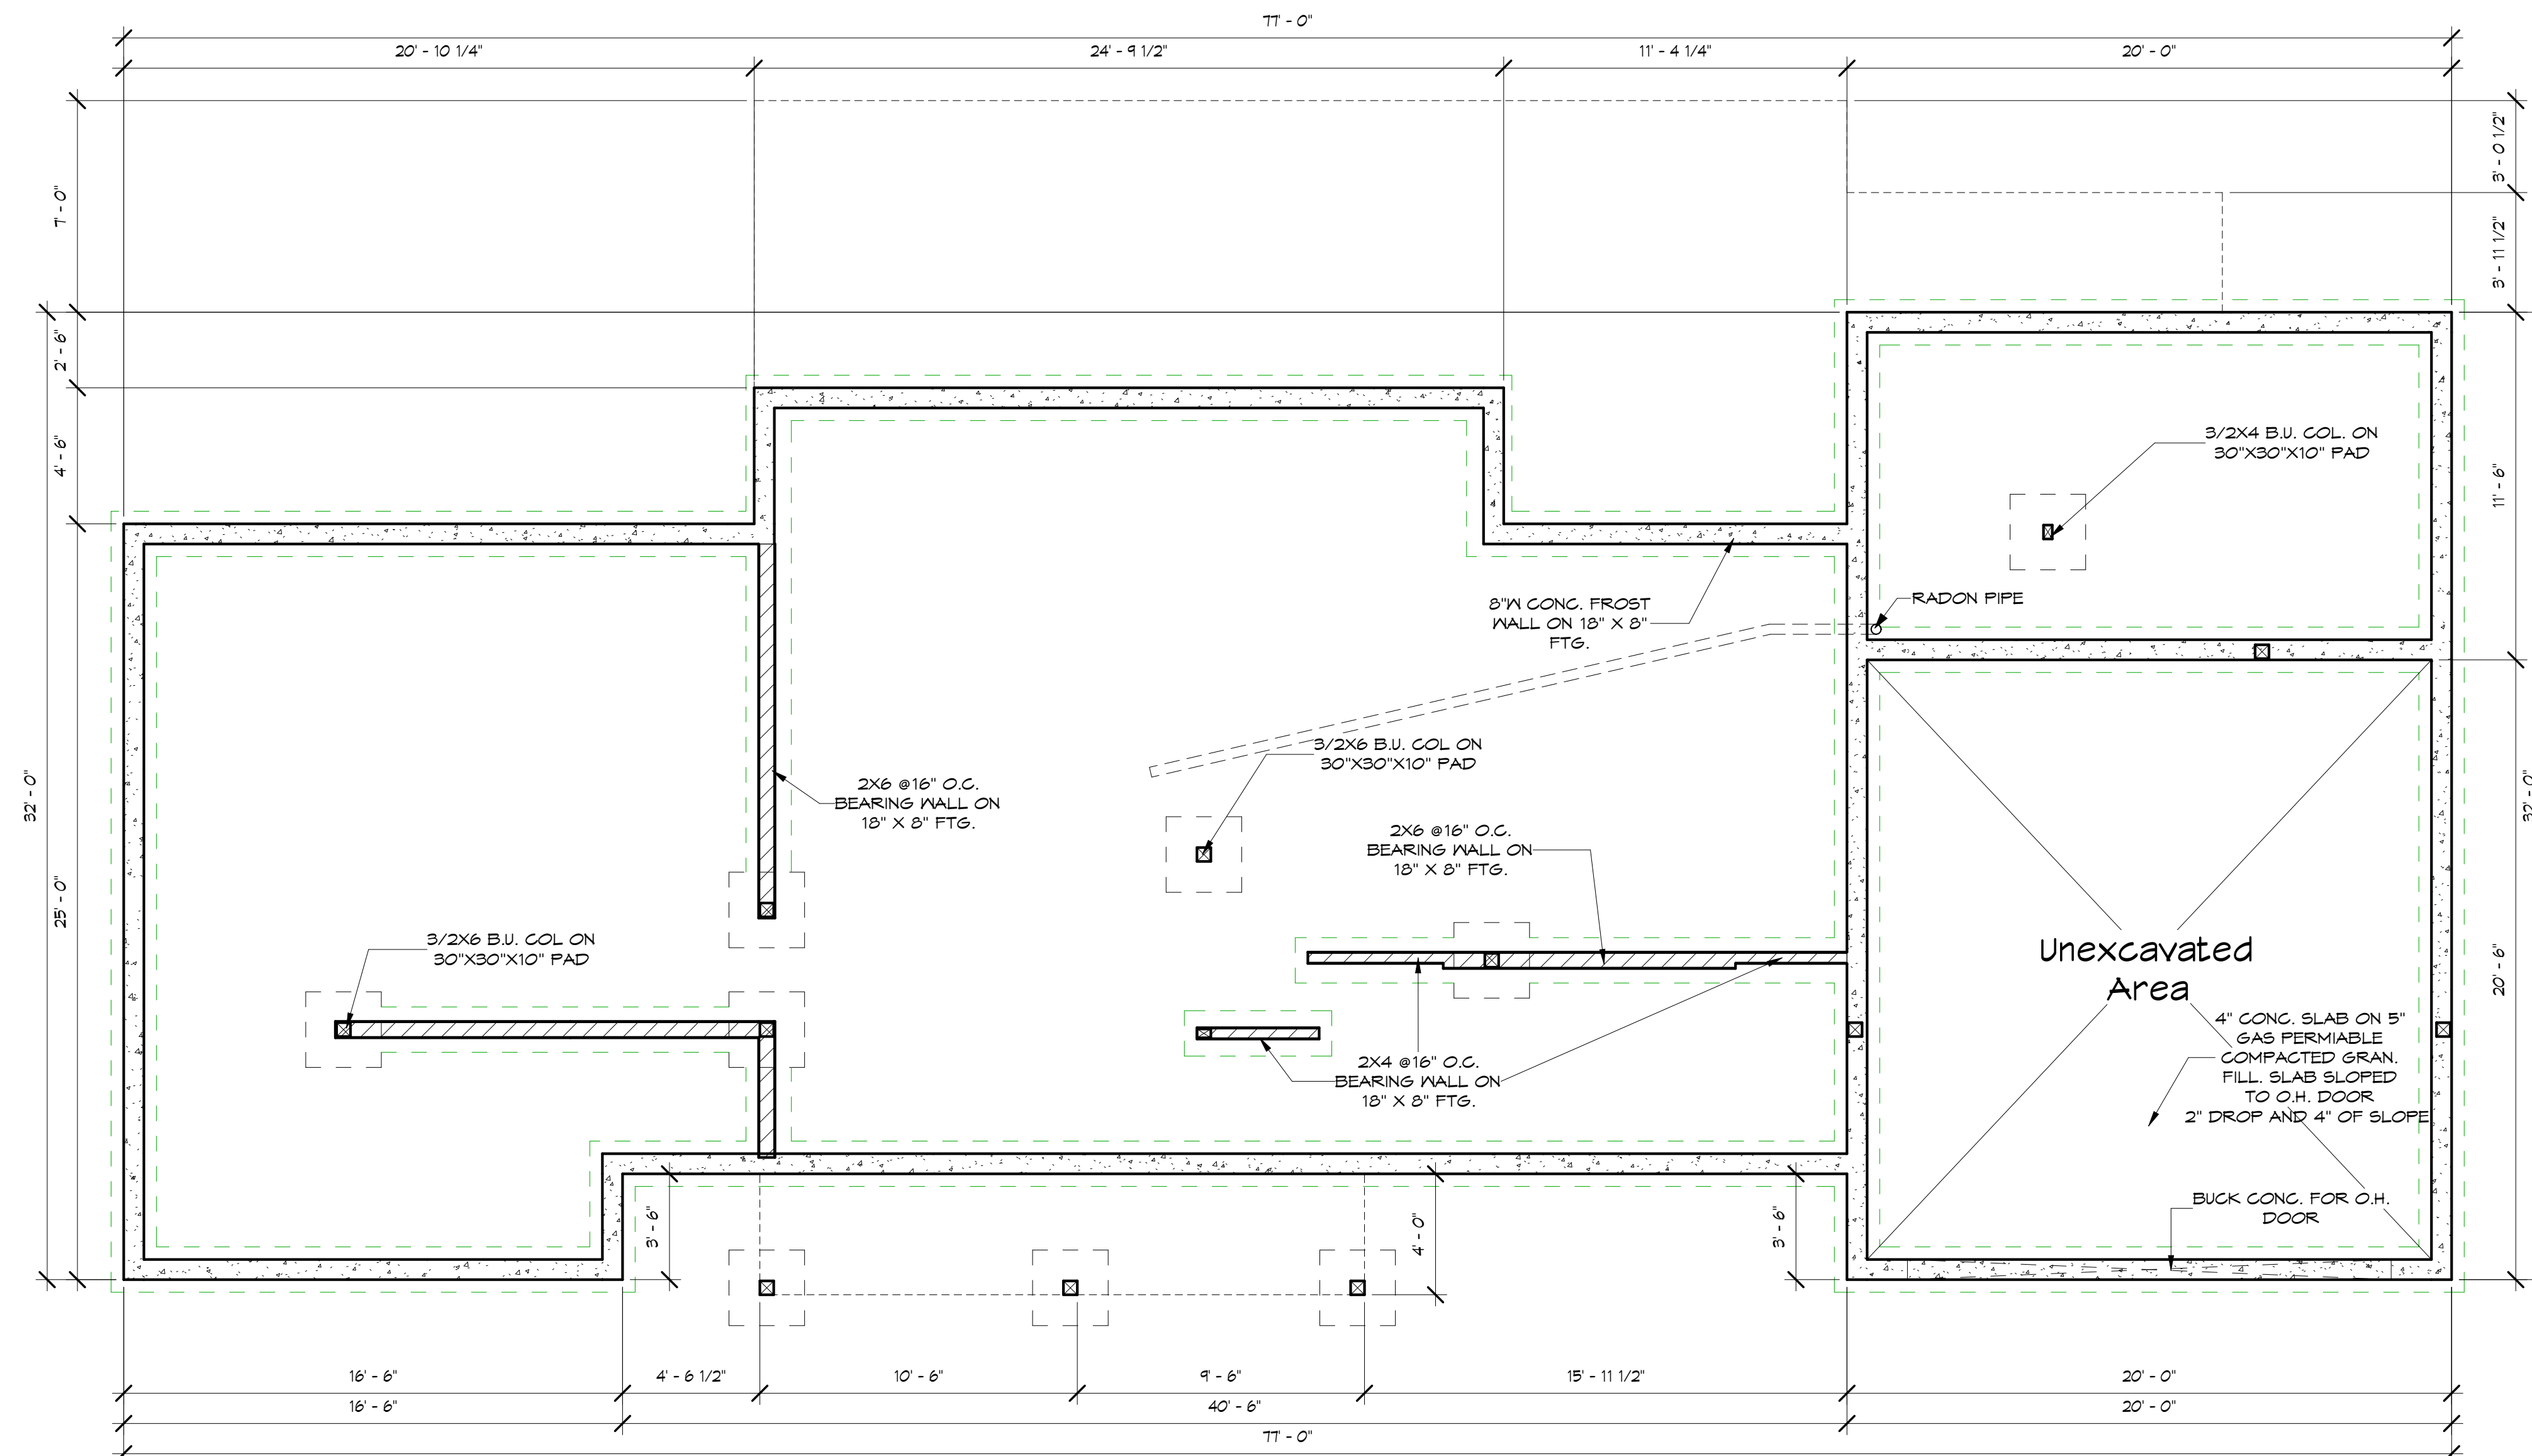 77' - 0"
20' - 10 1/4"
24' - 9 1/2"
11' - 4 1/4"
20' - 0"
7' - 0"
3' - 0 1/2"
3' - 11 1/2"
2' - 6"
4' - 6"
3/2X4 B.U. COL. ON
30"X30"X10" PAD
11' - 6"
8"W CONC. FROST
WALL ON 18" X 8"
FTG.
RADON PIPE
3/2X6 B.U. COL ON
30"X30"X10" PAD
2X6 @16" O.C.
BEARING WALL ON
18" X 8" FTG.
32' - 0"
32' - 0"
2X6 @16" O.C.
BEARING WALL ON
18" X 8" FTG.
25' - 0"
3/2X6 B.U. COL ON
30"X30"X10" PAD
Unexcavated
Area
20' - 6"
4" CONC. SLAB ON 5"
GAS PERMIABLE
COMPACTED GRAN.
FILL. SLAB SLOPED
TO O.H. DOOR
2" DROP AND 4" OF SLOPE
2X4 @16" O.C.
BEARING WALL ON
18" X 8" FTG.
BUCK CONC. FOR O.H.
DOOR
3' - 6"
4' - 0"
3' - 6"
16' - 6"
4' - 6 1/2"
10' - 6"
9' - 6"
15' - 11 1/2"
20' - 0"
16' - 6"
40' - 6"
20' - 0"
77' - 0"